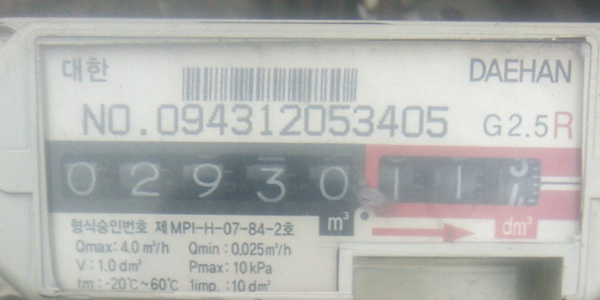 대한 DAEHAN
NO.094312053405 G2.5R
02930 11
m³ dm³
형식승인번호 제MPI-H-07-84-2호
Qmax: 4.0 m³/h Qmin : 0.025m³/h
V : 1.0 dm³ Pmax : 10 kPa
tm : -20℃~60℃ 1imp. : 10 dm³